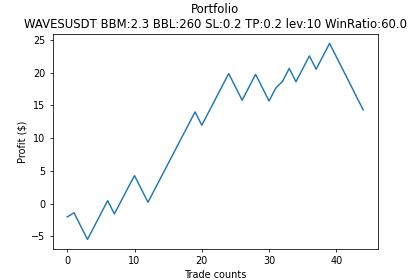 Portfolio
WAVESUSDT BBM:2.3 BBL:260 SL:0.2 TP:0.2 lev:10 WinRatio:60.0
25
20
15
10
5
0
−5
Profit ($)
0 10 20 30 40
Trade counts